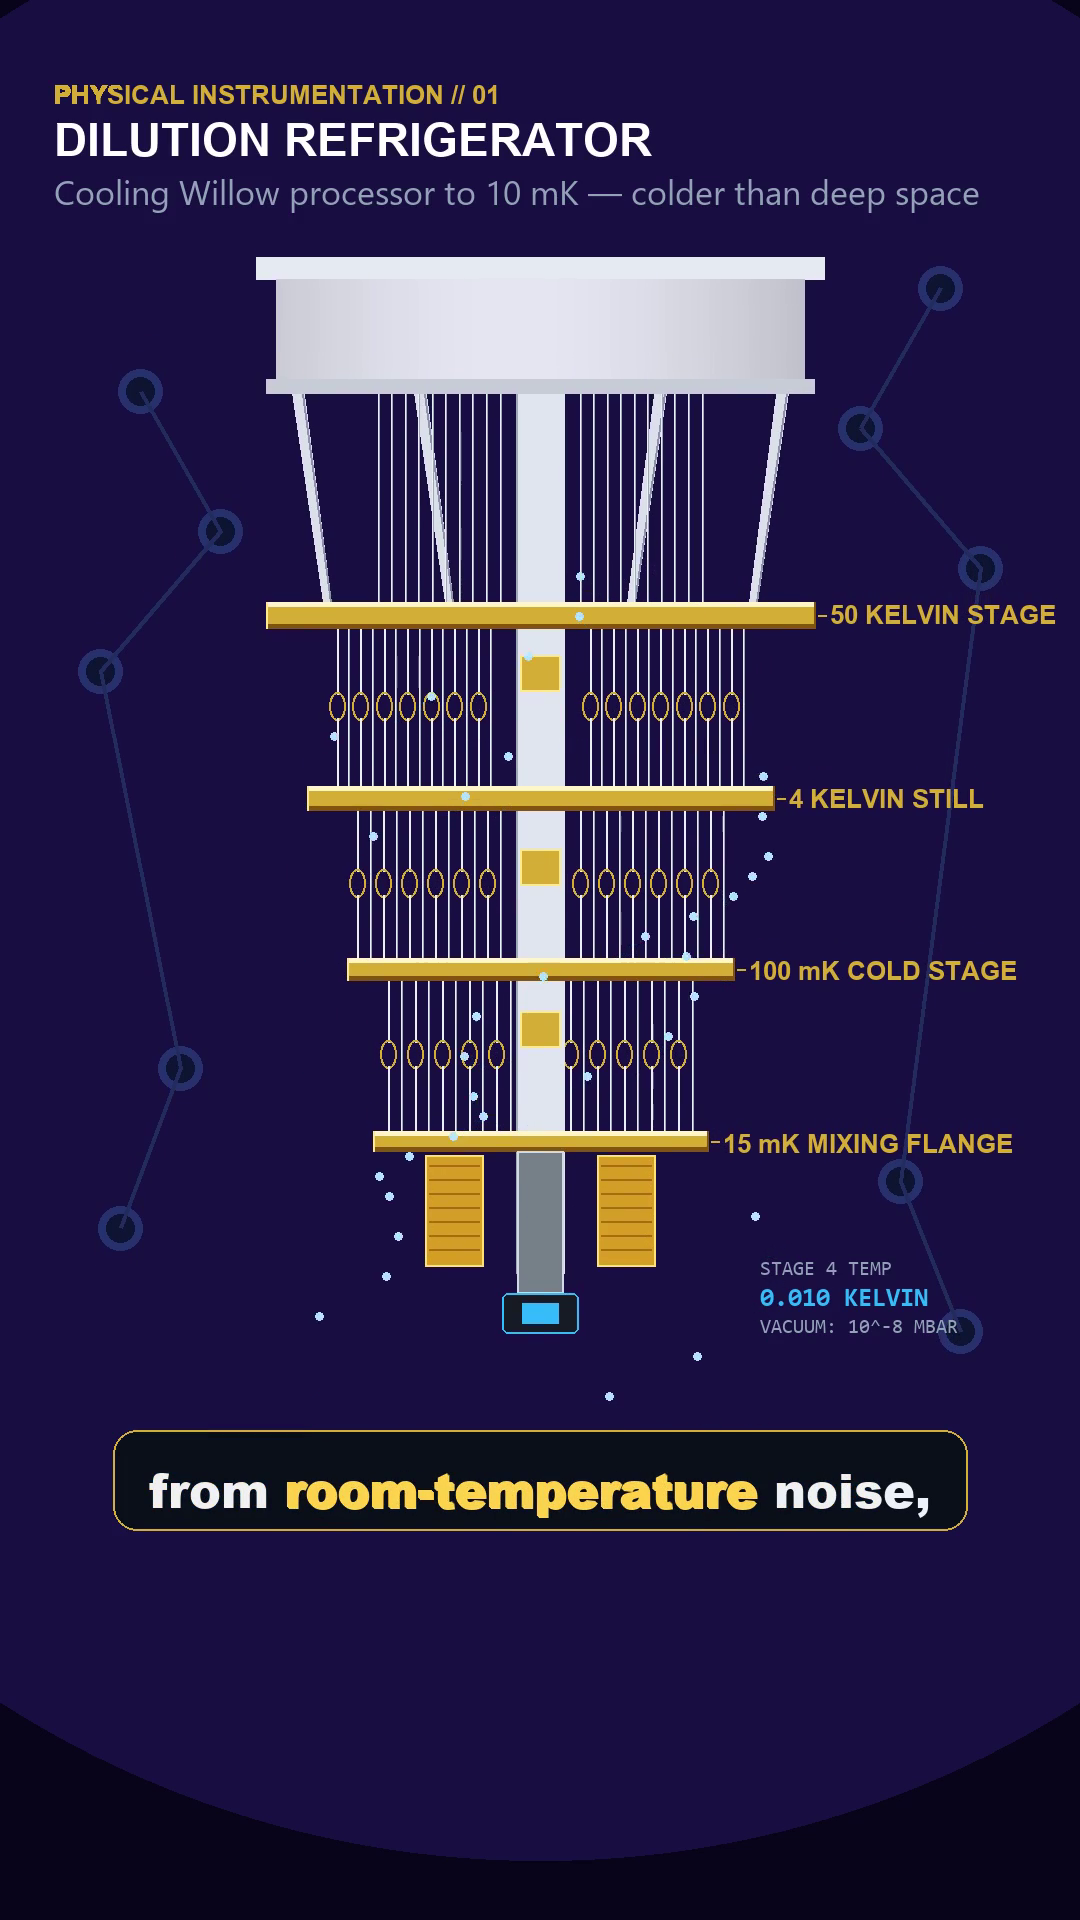 PHYSICAL INSTRUMENTATION // 01
DILUTION REFRIGERATOR
Cooling Willow processor to 10 mK — colder than deep space
50 KELVIN STAGE
4 KELVIN STILL
100 mK COLD STAGE
15 mK MIXING FLANGE
STAGE 4 TEMP
0.010 KELVIN
VACUUM: 10^-8 MBAR
from room-temperature noise,